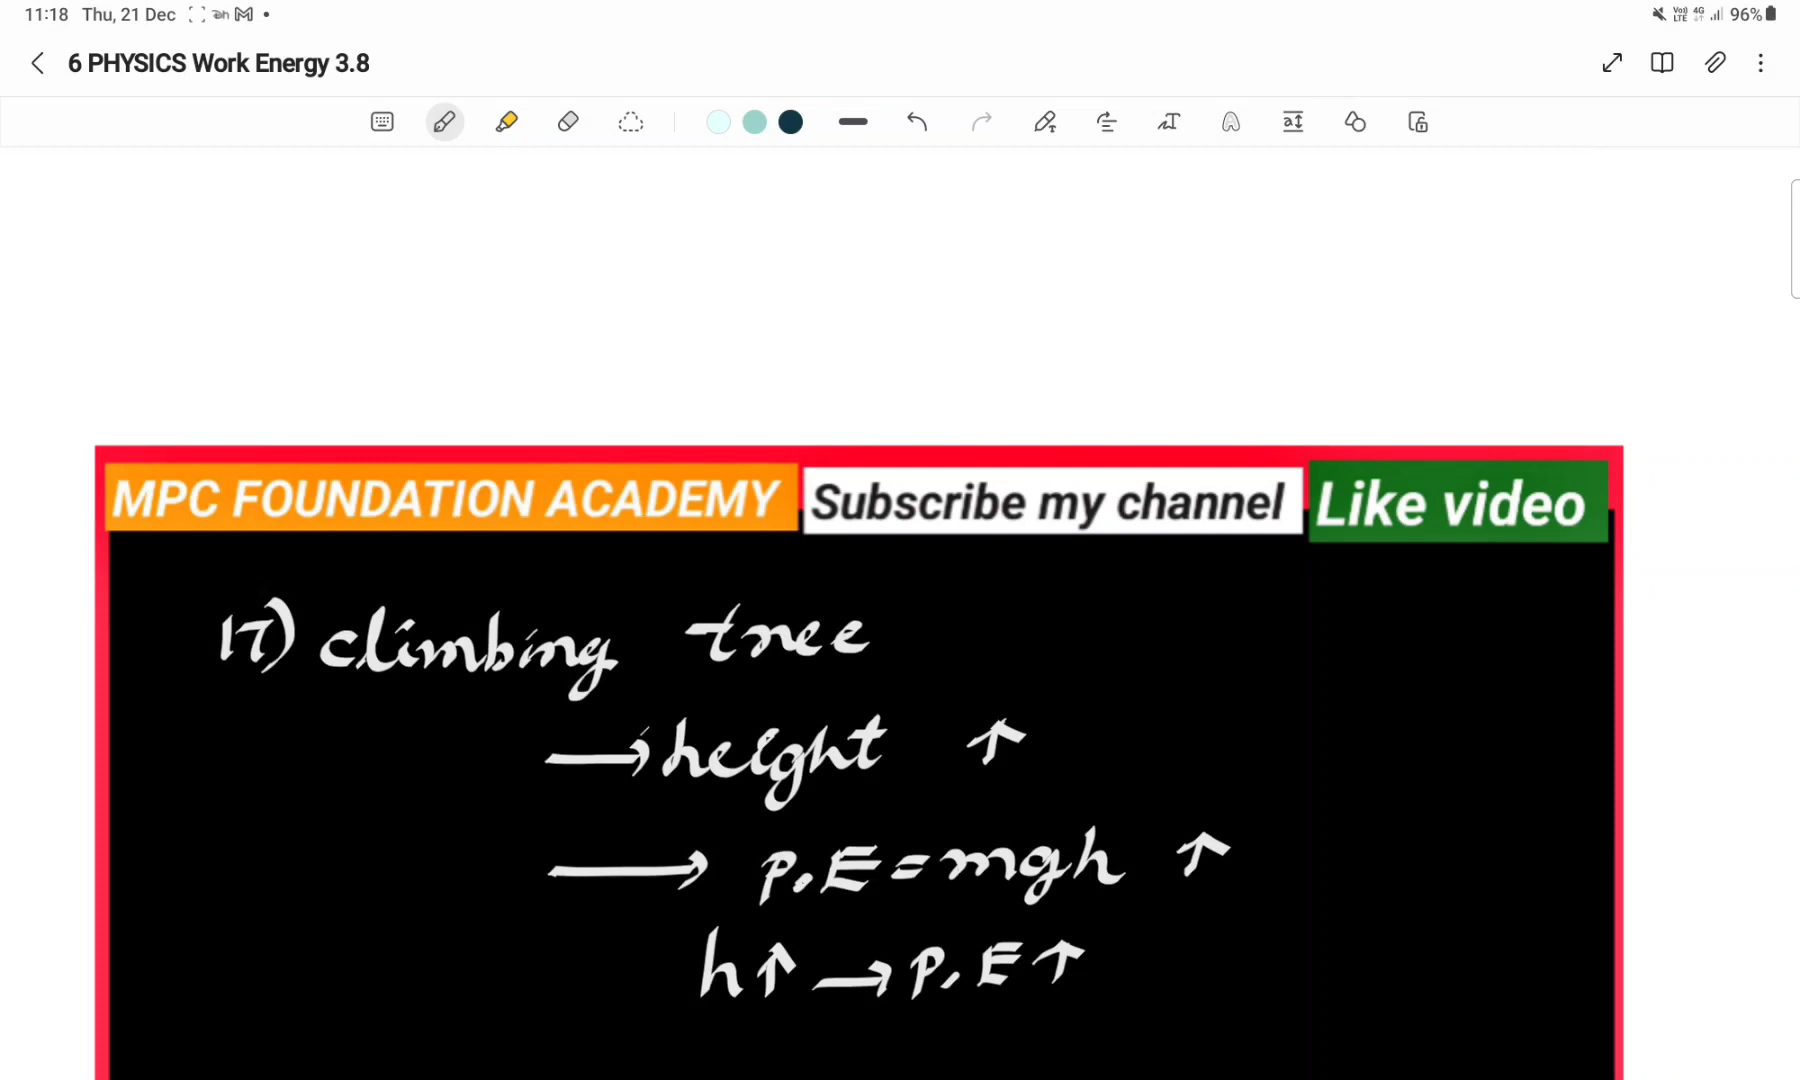 11:18 Thu, 21 Dec
96%
6 PHYSICS Work Energy 3.8
MPC FOUNDATION ACADEMY Subscribe my channel Like video
17) climbing tree
→ height ↑
→ P.E = mgh ↑
h↑ → P.E↑